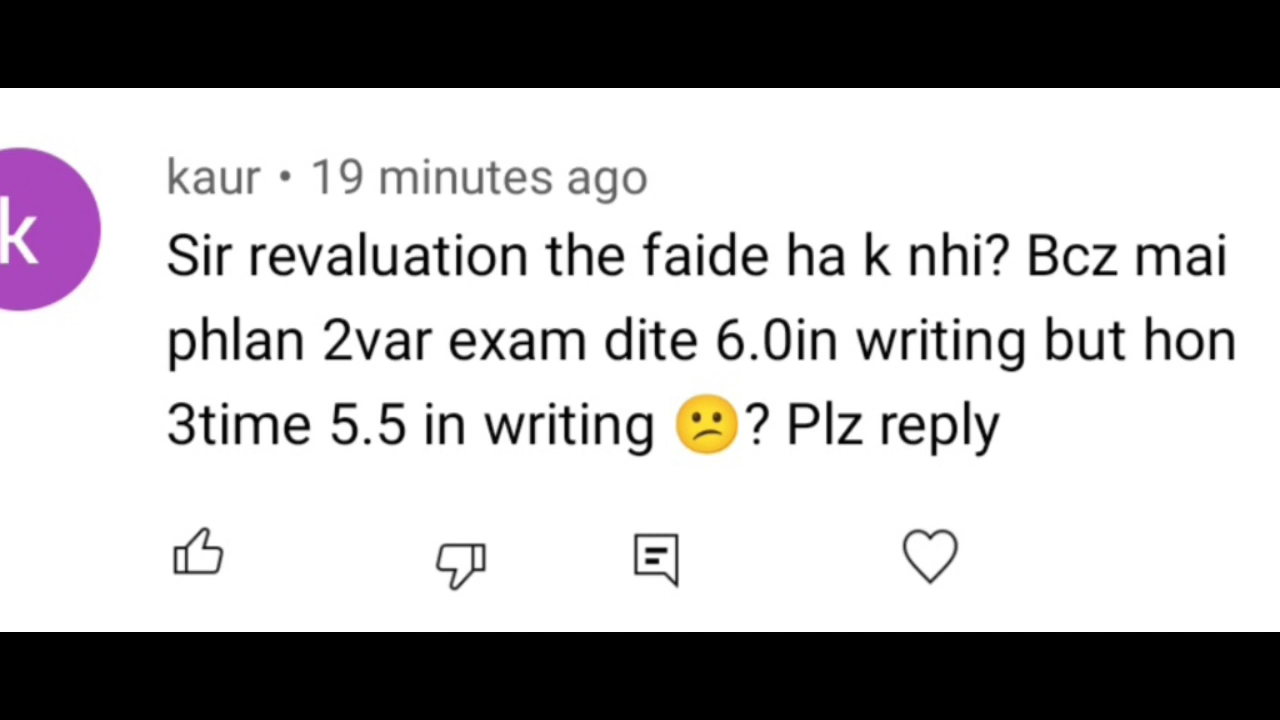 kaur • 19 minutes ago
k
Sir revaluation the faide ha k nhi? Bcz mai
phlan 2var exam dite 6.0in writing but hon
3time 5.5 in writing 😕? Plz reply